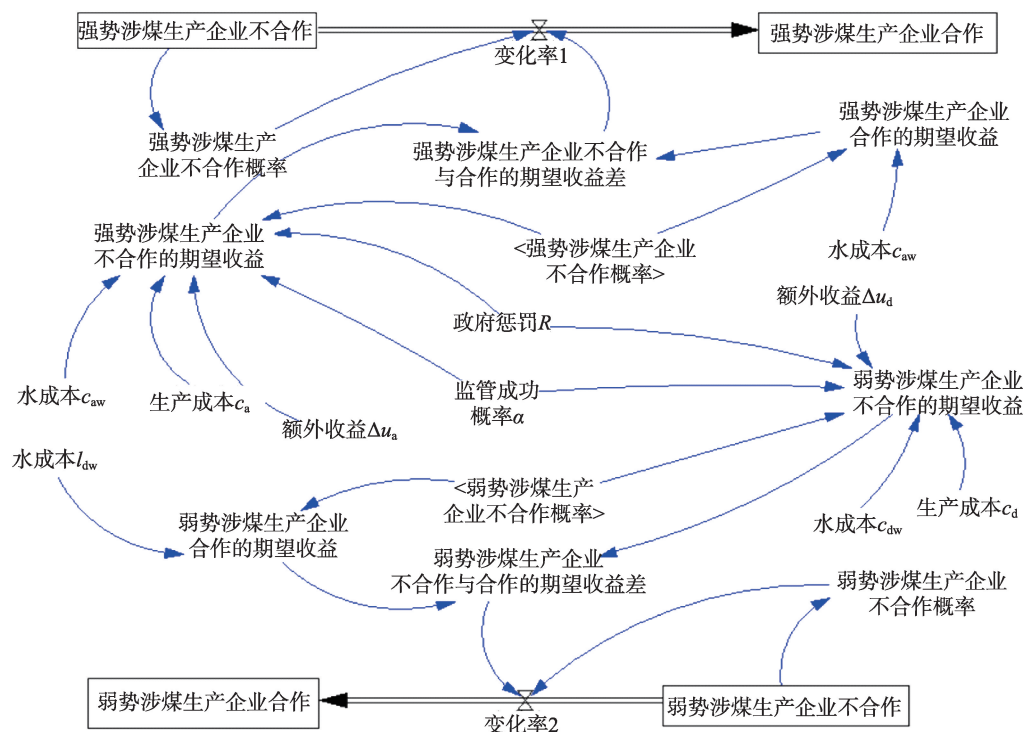 强势涉煤生产企业不合作
强势涉煤生产企业合作
变化率1
强势涉煤生产
企业不合作概率
强势涉煤生产企业不合作
与合作的期望收益差
强势涉煤生产企业
合作的期望收益
强势涉煤生产企业
不合作的期望收益
<强势涉煤生产企业
不合作概率>
水成本caw
额外收益Δud
政府惩罚R
水成本caw
生产成本ca
额外收益Δua
监管成功
概率α
弱势涉煤生产企业
不合作的期望收益
水成本ldw
<弱势涉煤生产
企业不合作概率>
弱势涉煤生产企业
合作的期望收益
水成本cdw
生产成本cd
弱势涉煤生产企业
不合作与合作的期望收益差
弱势涉煤生产企业
不合作概率
弱势涉煤生产企业合作
变化率2
弱势涉煤生产企业不合作